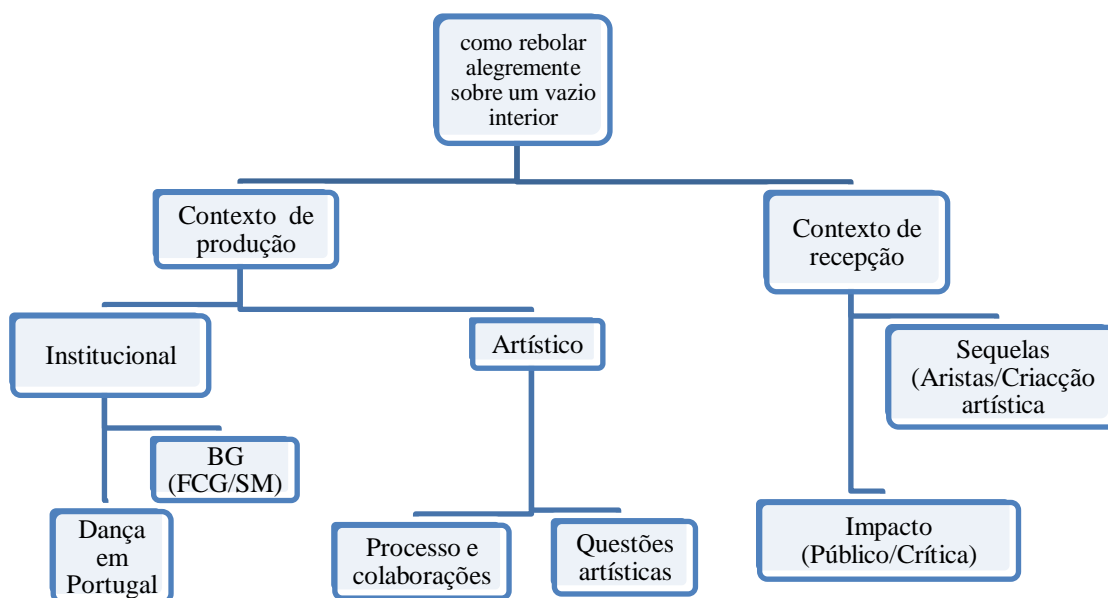 como rebolar
alegremente
sobre um vazio
interior
Contexto de
produção
Contexto de
recepção
Institucional
Artístico
Sequelas
(Aristas/Criacção
artística
BG
(FCG/SM)
Dança
em
Portugal
Processo e
colaborações
Questões
artísticas
Impacto
(Público/Crítica)